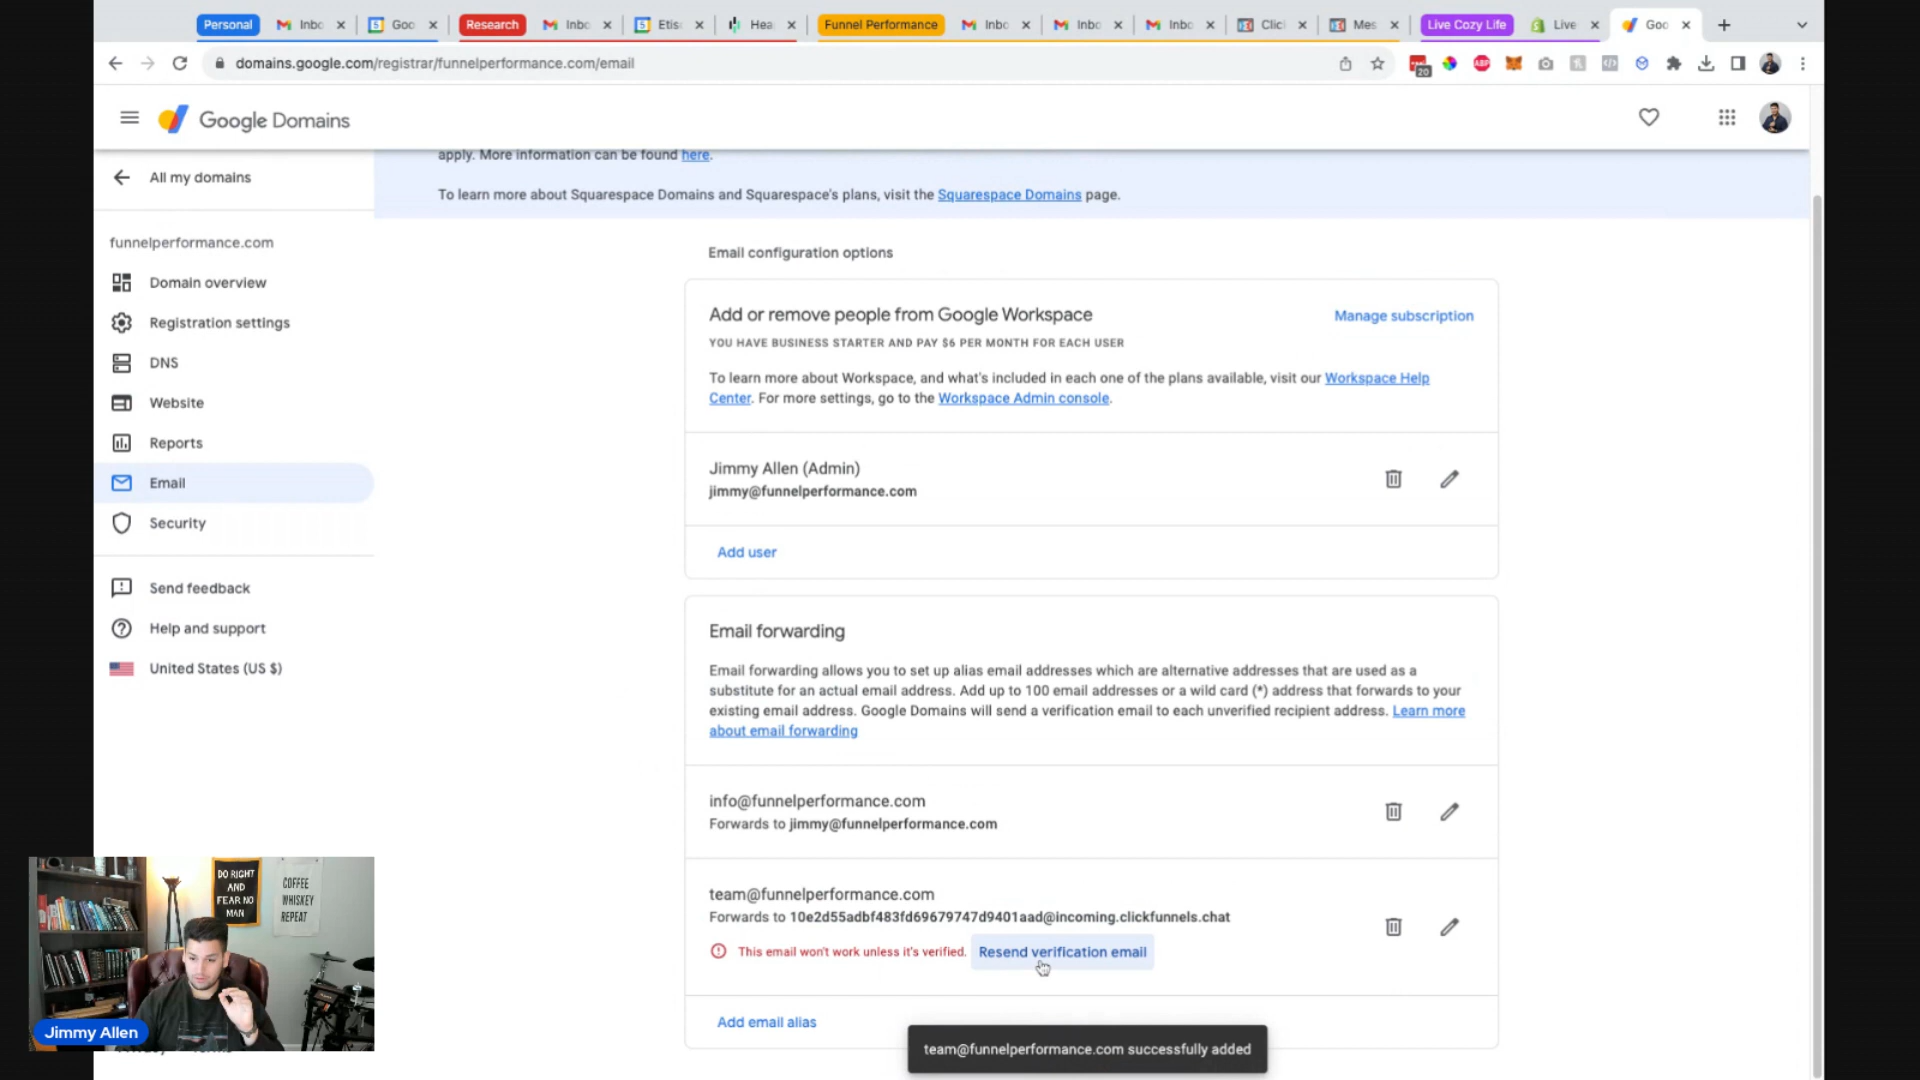 Personal
Inbo
Goo
Research
Inbo
Etis
Hea
Funnel Performance
Inbo
Inbo
Inbo
Clic
Mes
Live Cozy Life
Live
Goo
domains.google.com/registrar/funnelperformance.com/email
20
ABP
Google Domains
apply. More information can be found here.
All my domains
To learn more about Squarespace Domains and Squarespace's plans, visit the Squarespace Domains page.
funnelperformance.com
Domain overview
Registration settings
DNS
Website
Reports
Email
Security
Send feedback
Help and support
United States (US $)
Email configuration options
Add or remove people from Google Workspace
Manage subscription
YOU HAVE BUSINESS STARTER AND PAY $6 PER MONTH FOR EACH USER
To learn more about Workspace, and what's included in each one of the plans available, visit our Workspace Help
Center. For more settings, go to the Workspace Admin console.
Jimmy Allen (Admin)
jimmy@funnelperformance.com
Add user
Email forwarding
Email forwarding allows you to set up alias email addresses which are alternative addresses that are used as a
substitute for an actual email address. Add up to 100 email addresses or a wild card (*) address that forwards to your
existing email address. Google Domains will send a verification email to each unverified recipient address. Learn more
about email forwarding
info@funnelperformance.com
Forwards to jimmy@funnelperformance.com
team@funnelperformance.com
Forwards to 10e2d55adbf483fd69679747d9401aad@incoming.clickfunnels.chat
This email won't work unless it's verified. Resend verification email
Add email alias
team@funnelperformance.com successfully added
DO RIGHT
AND
FEAR NO
MAN
COFFEE
WHISKEY
REPEAT
Jimmy Allen